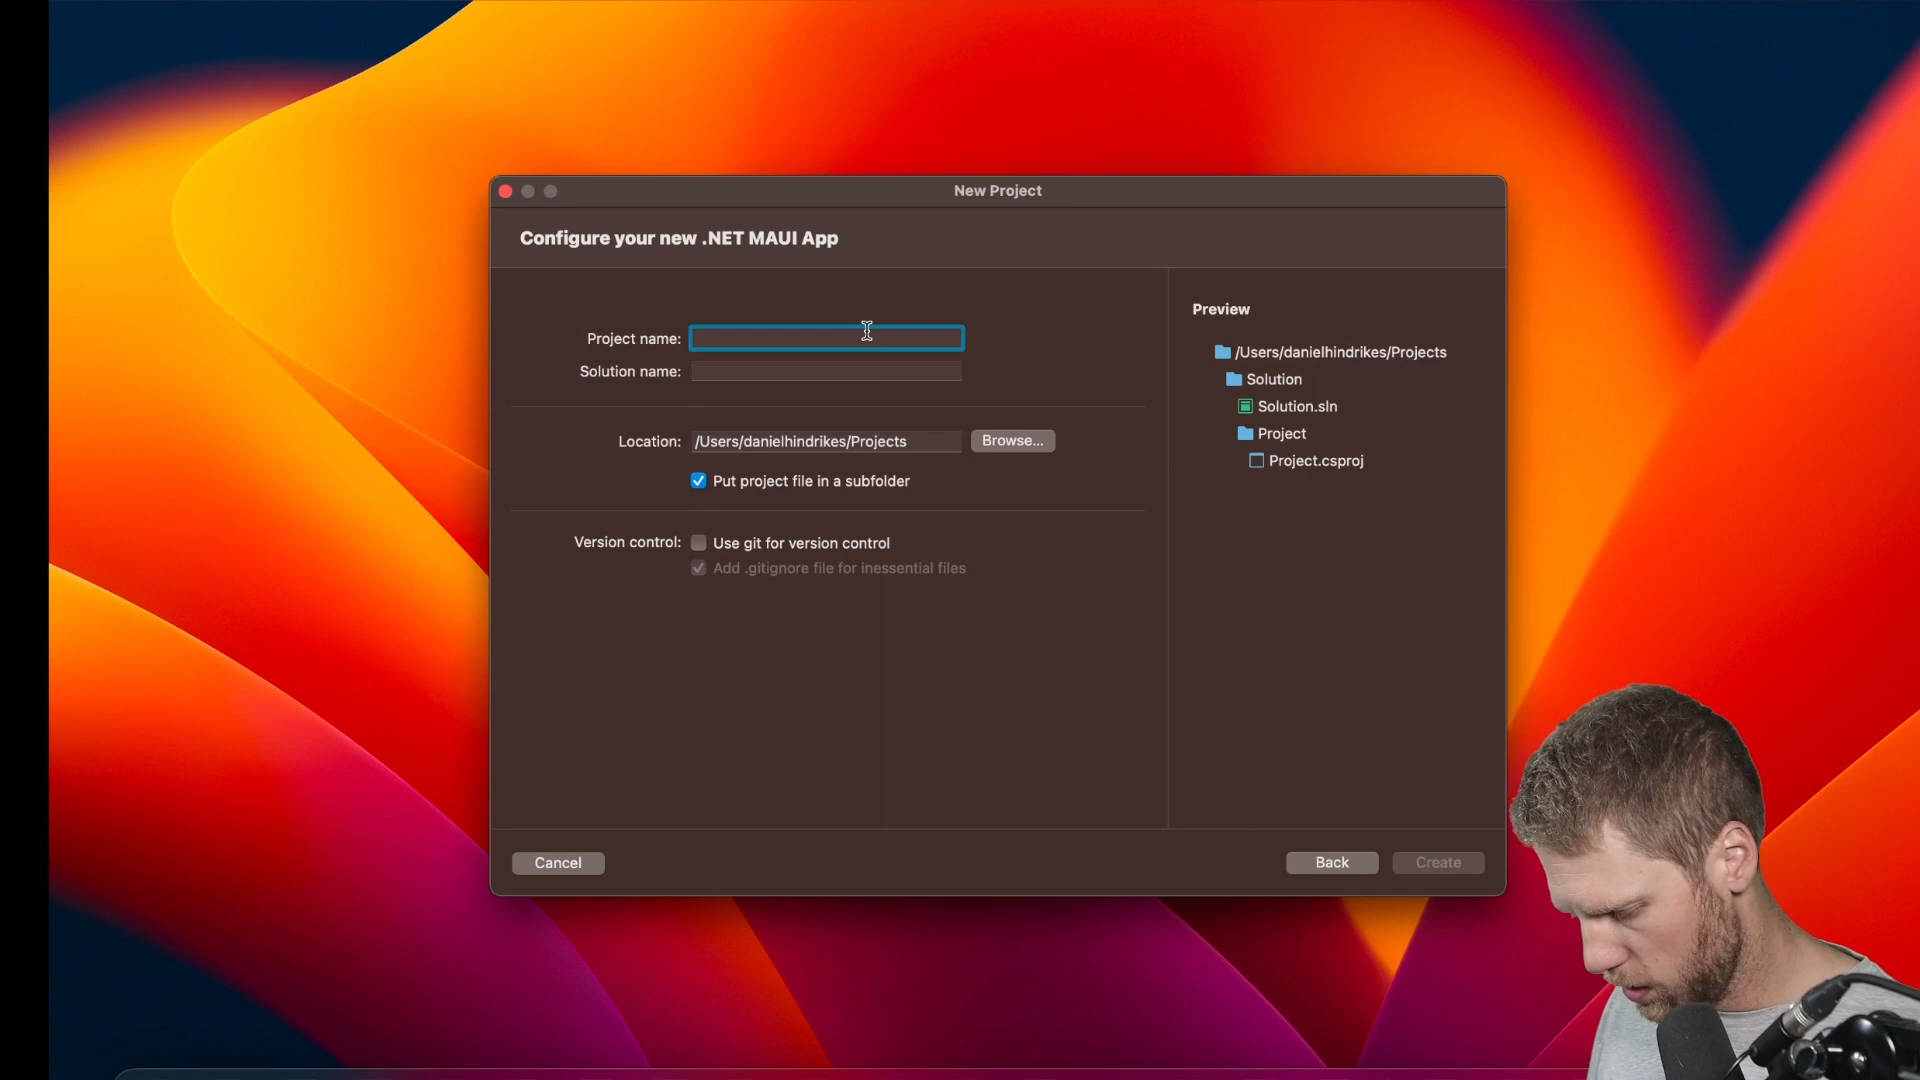 New Project
Configure your new .NET MAUI App
Project name:
Solution name:
Location: /Users/danielhindrikes/Projects Browse...
Put project file in a subfolder
Version control: Use git for version control
Add .gitignore file for inessential files
Preview
/Users/danielhindrikes/Projects
Solution
Solution.sln
Project
Project.csproj
Cancel
Back
Create